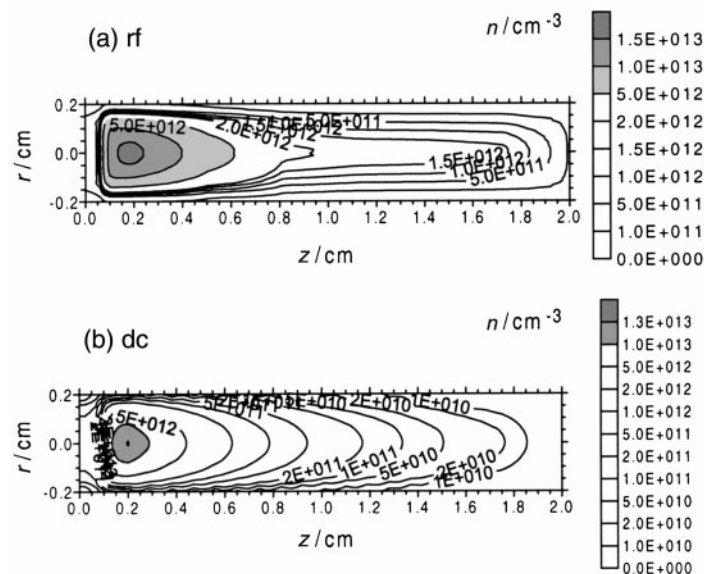 (a) rf
n/cm-3
1.5E+013
1.0E+013
5.0E+012
2.0E+012
1.5E+012
1.0E+012
5.0E+011
1.0E+011
0.0E+000
0.2
0.0
-0.2
r/cm
5.0E+012
2.0E+012
5.0E+011
1.5E+012
1.0E+012
5.0E+011
0.0 0.2 0.4 0.6 0.8 1.0 1.2 1.4 1.6 1.8 2.0
z/cm
(b) dc
n/cm-3
1.3E+013
1.0E+013
5.0E+012
2.0E+012
1.0E+012
5.0E+011
2.0E+011
1.0E+011
5.0E+010
2.0E+010
1.0E+010
0.0E+000
0.2
0.0
-0.2
r/cm
5E+012
2E+010
1E+010
2E+011
1E+011
5E+010
2E+010
1E+010
0.0 0.2 0.4 0.6 0.8 1.0 1.2 1.4 1.6 1.8 2.0
z/cm